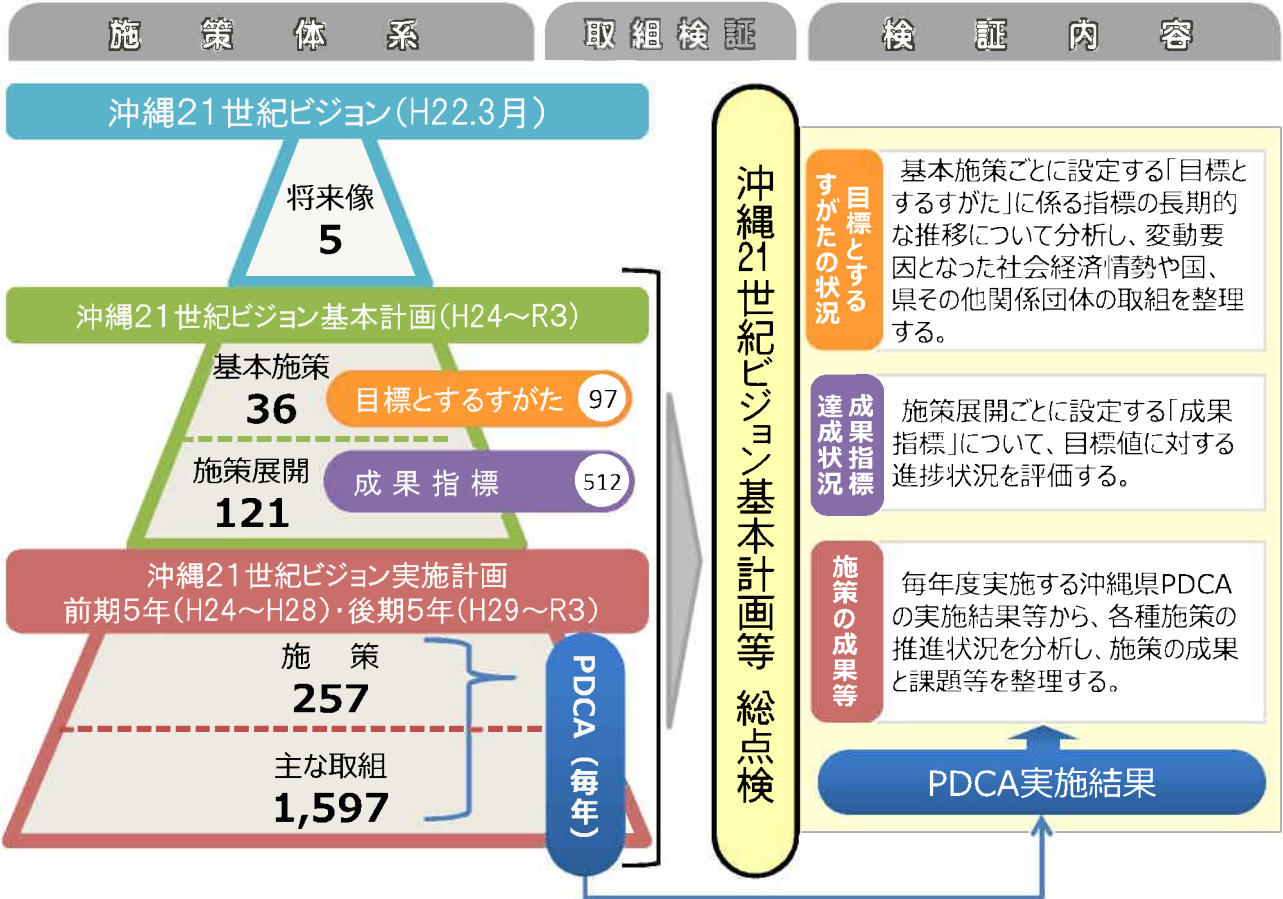 施策体系
取組検証
検証内容
沖縄21世紀ビジョン(H22.3月)
将来像
5
沖縄21世紀ビジョン基本計画(H24～R3)
基本施策
36
目標とするすがた 97
施策展開
121
成果指標 512
沖縄21世紀ビジョン実施計画
前期5年(H24～H28)・後期5年(H29～R3)
施策
257
主な取組
1,597
PDCA(毎年)
沖縄21世紀ビジョン基本計画等 総点検
目標とする
すがたの状況
基本施策ごとに設定する「目標と
するすがた」に係る指標の長期的
な推移について分析し、変動要
因となった社会経済情勢や国、
県その他関係団体の取組を整理
する。
成果指標
達成状況
施策展開ごとに設定する「成果
指標」について、目標値に対する
進捗状況を評価する。
施策の成果等
毎年度実施する沖縄県PDCA
の実施結果等から、各種施策の
推進状況を分析し、施策の成果
と課題等を整理する。
PDCA実施結果